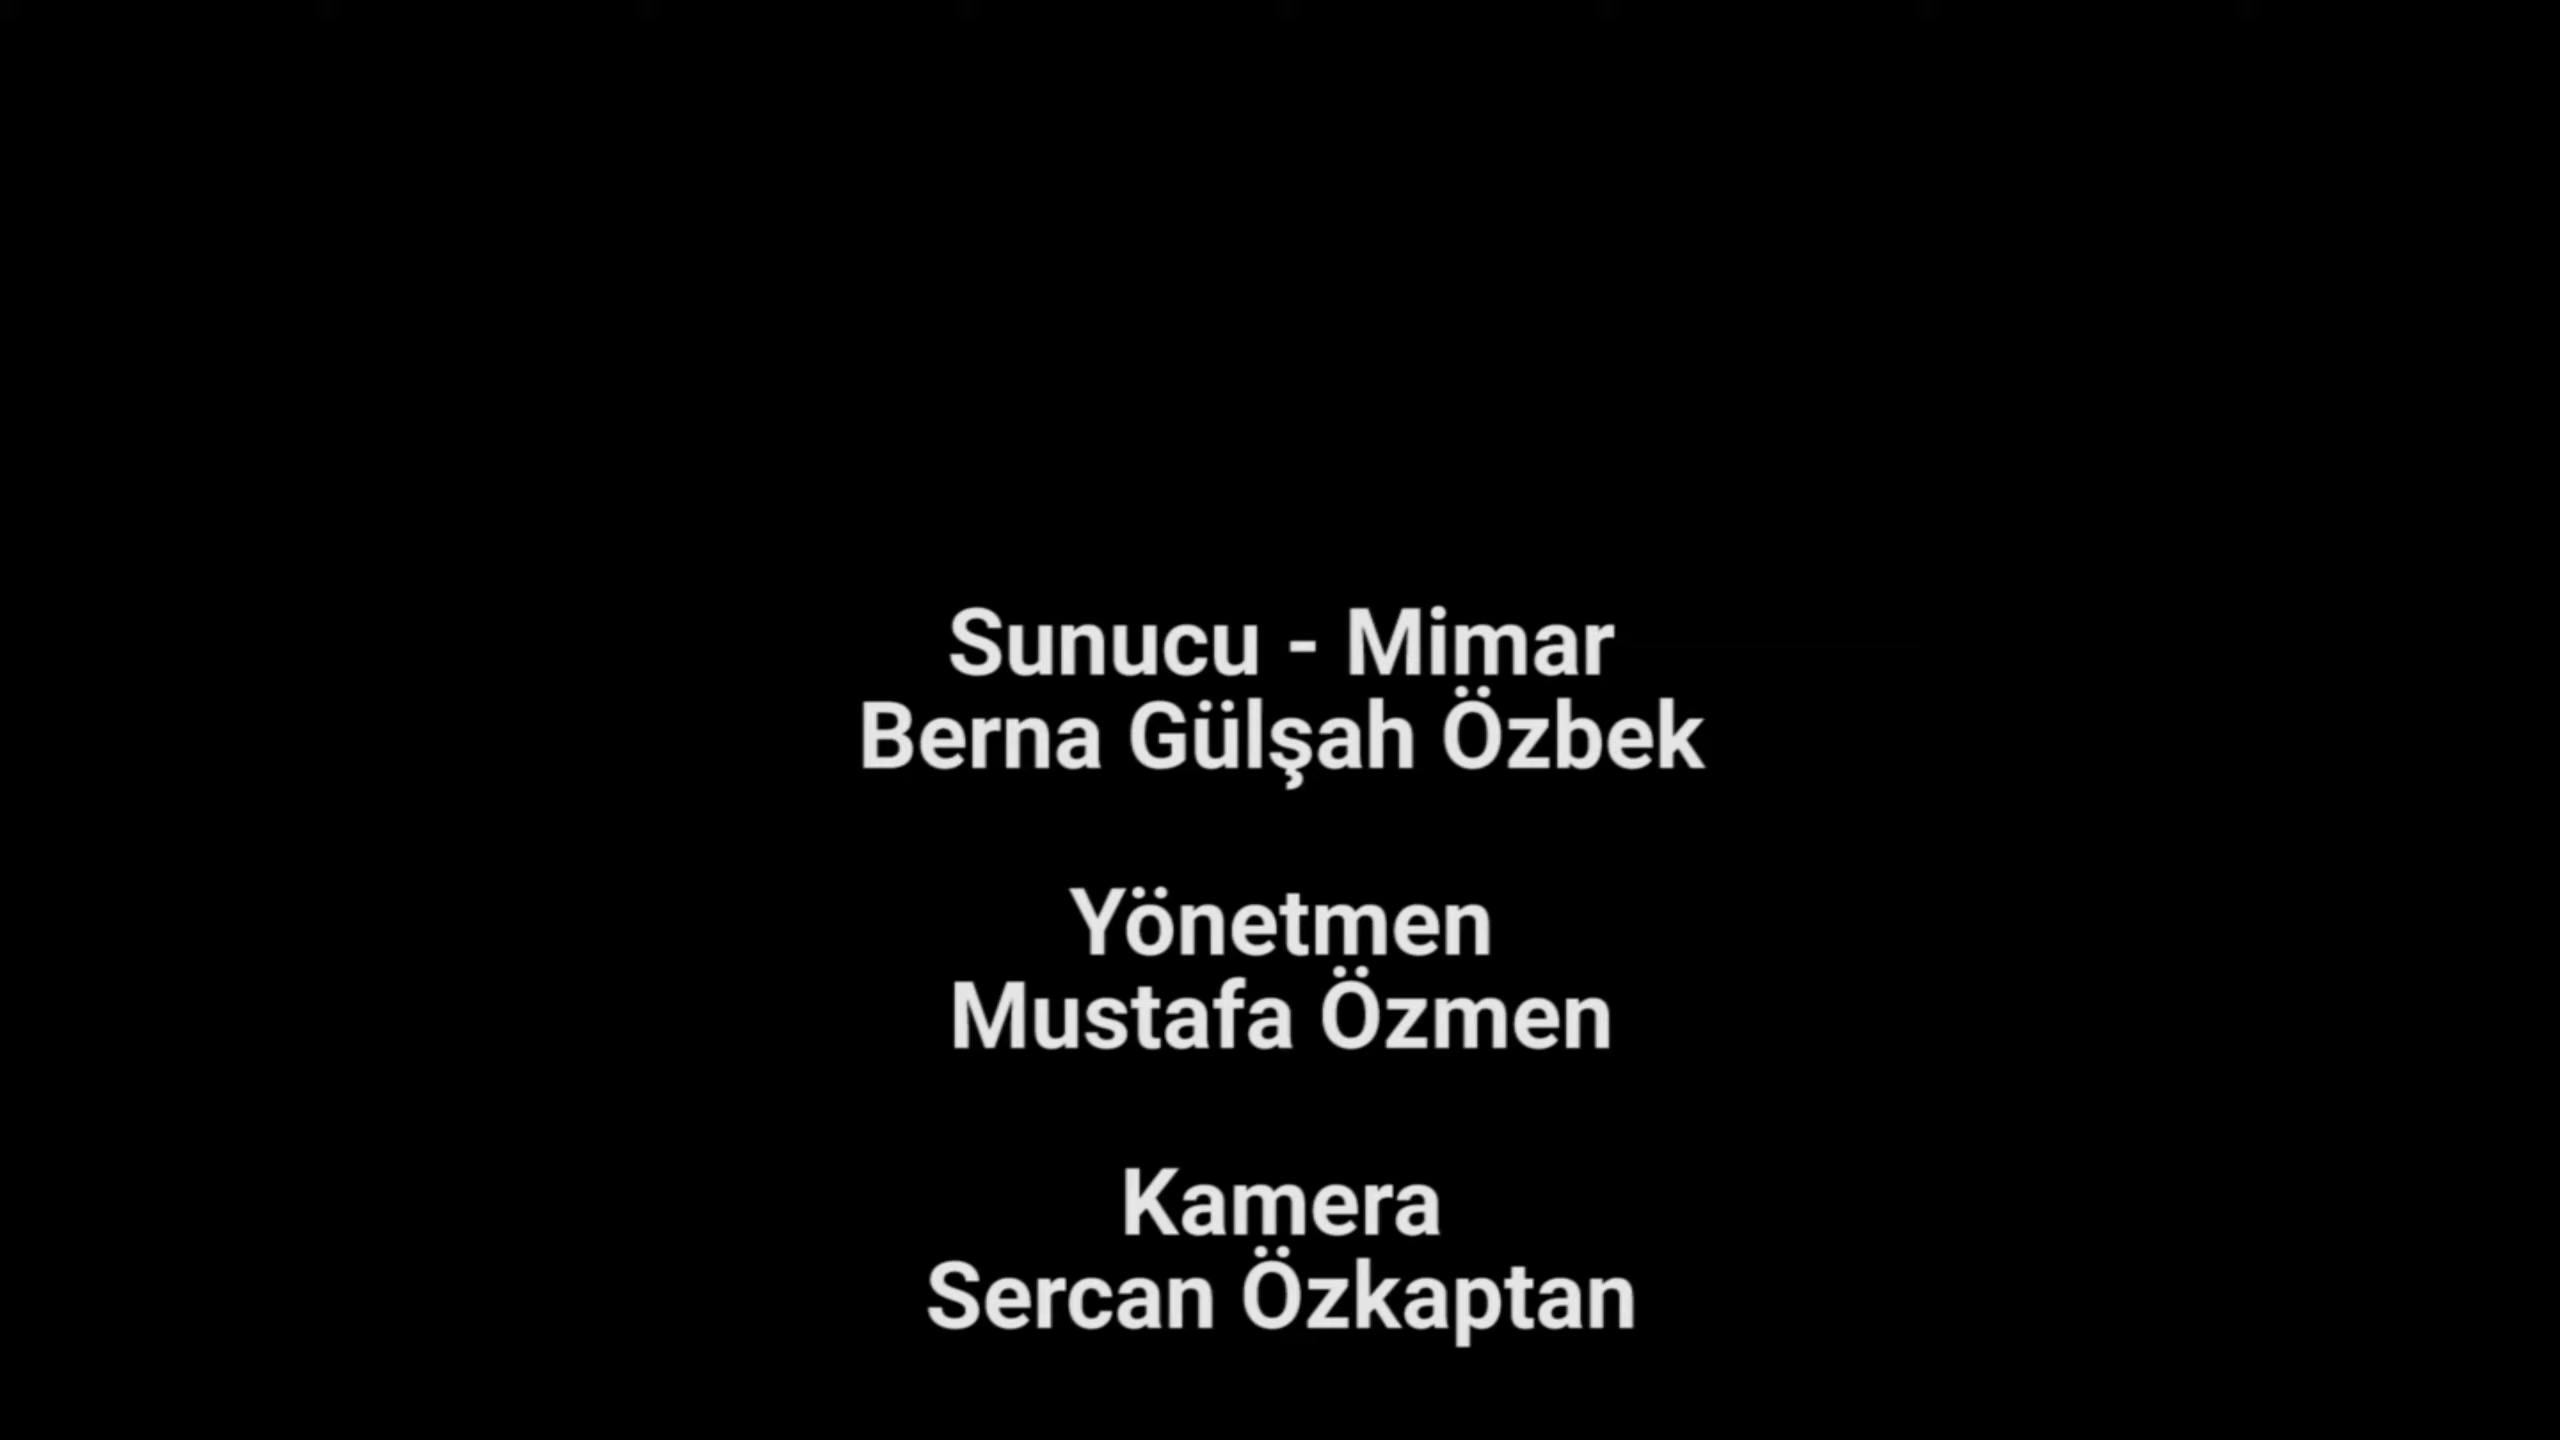 Sunucu - Mimar
Berna Gülşah Özbek
Yönetmen
Mustafa Özmen
Kamera
Sercan Özkaptan